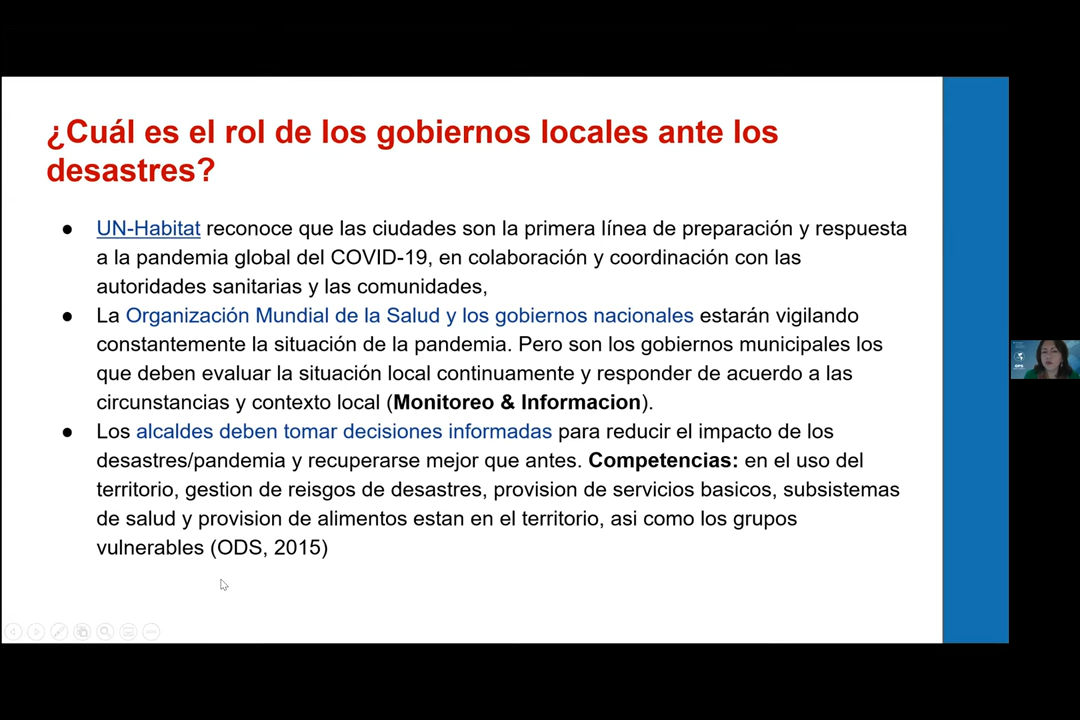 ¿Cuál es el rol de los gobiernos locales ante los
desastres?
● UN-Habitat reconoce que las ciudades son la primera línea de preparación y respuesta
a la pandemia global del COVID-19, en colaboración y coordinación con las
autoridades sanitarias y las comunidades,
● La Organización Mundial de la Salud y los gobiernos nacionales estarán vigilando
constantemente la situación de la pandemia. Pero son los gobiernos municipales los
que deben evaluar la situación local continuamente y responder de acuerdo a las
circunstancias y contexto local (Monitoreo & Informacion).
● Los alcaldes deben tomar decisiones informadas para reducir el impacto de los
desastres/pandemia y recuperarse mejor que antes. Competencias: en el uso del
territorio, gestion de reisgos de desastres, provision de servicios basicos, subsistemas
de salud y provision de alimentos estan en el territorio, asi como los grupos
vulnerables (ODS, 2015)